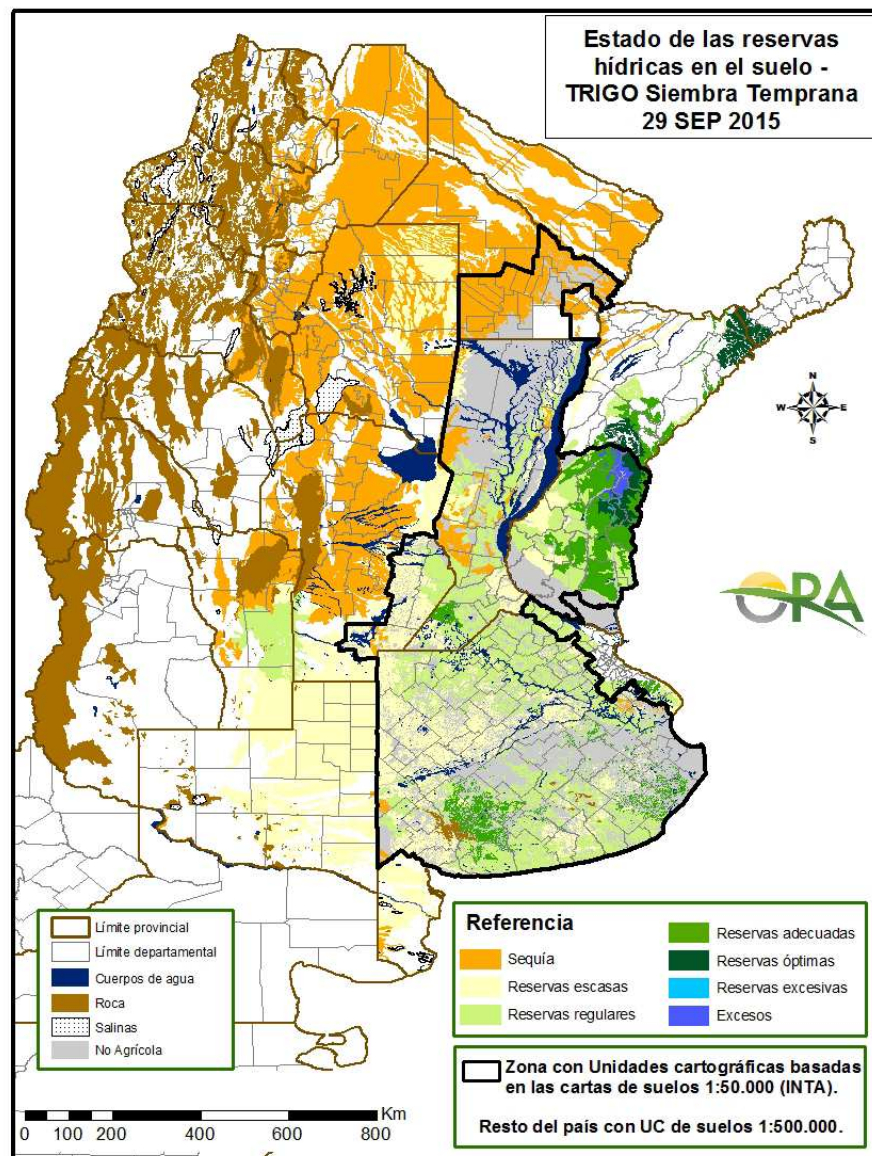 Estado de las reservas
hídricas en el suelo -
TRIGO Siembra Temprana
29 SEP 2015
N
W E
S
ORA
Límite provincial
Límite departamental
Cuerpos de agua
Roca
Salinas
No Agrícola
Referencia
Sequía
Reservas escasas
Reservas regulares
Reservas adecuadas
Reservas óptimas
Reservas excesivas
Excesos
Zona con Unidades cartográficas basadas
en las cartas de suelos 1:50.000 (INTA).
Resto del país con UC de suelos 1:500.000.
Km
0 100 200 400 600 800